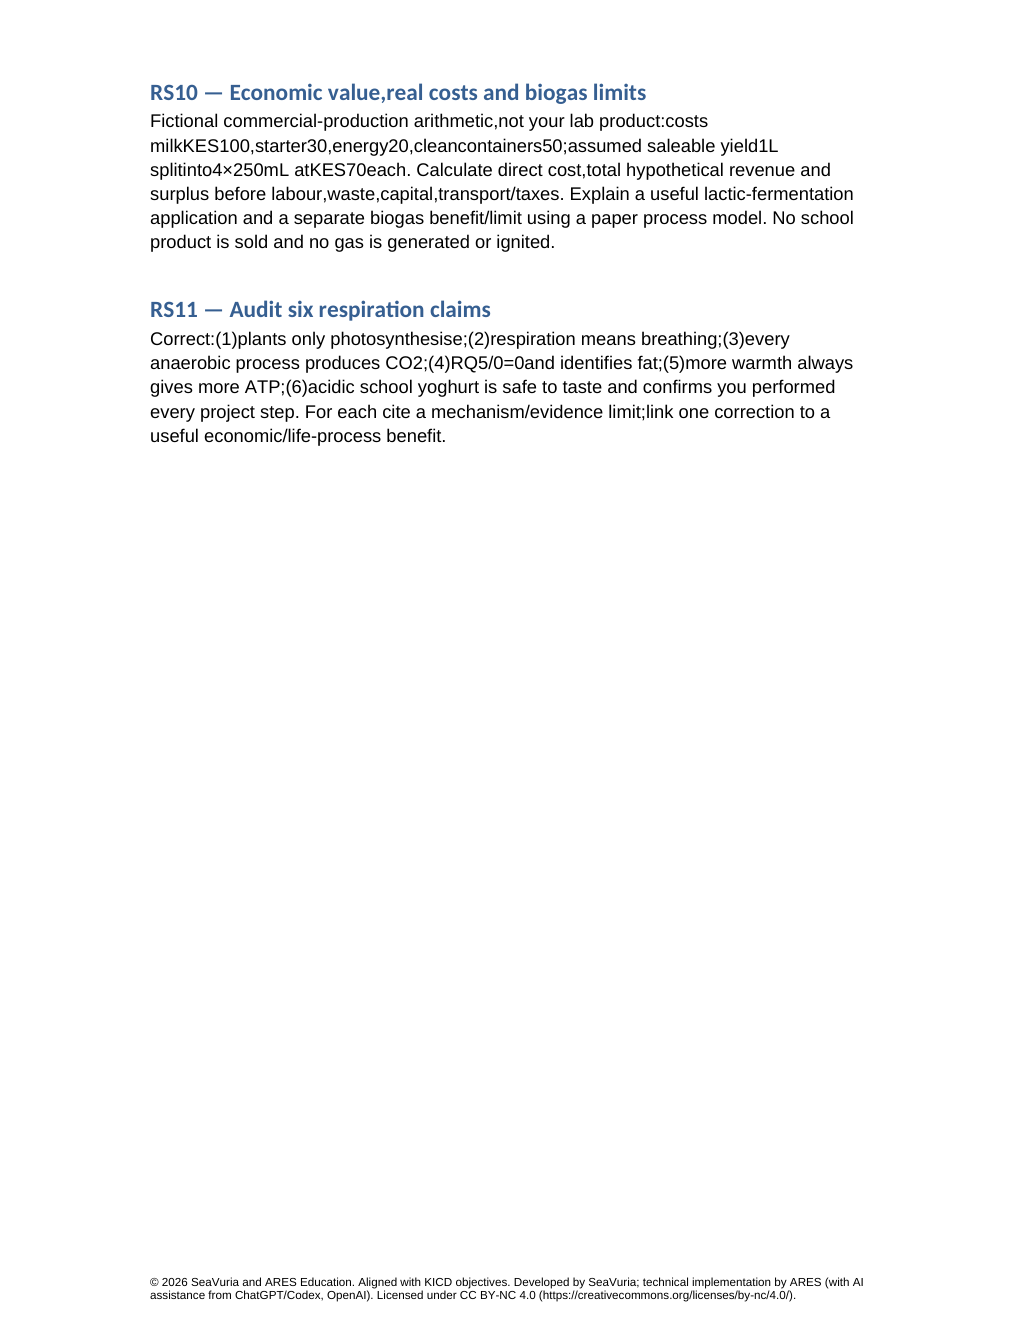 RS10 — Economic value,real costs and biogas limits
Fictional commercial-production arithmetic,not your lab product:costs
milkKES100,starter30,energy20,cleancontainers50;assumed saleable yield1L
splitinto4×250mL atKES70each. Calculate direct cost,total hypothetical revenue and
surplus before labour,waste,capital,transport/taxes. Explain a useful lactic-fermentation
application and a separate biogas benefit/limit using a paper process model. No school
product is sold and no gas is generated or ignited.
RS11 — Audit six respiration claims
Correct:(1)plants only photosynthesise;(2)respiration means breathing;(3)every
anaerobic process produces CO2;(4)RQ5/0=0and identifies fat;(5)more warmth always
gives more ATP;(6)acidic school yoghurt is safe to taste and confirms you performed
every project step. For each cite a mechanism/evidence limit;link one correction to a
useful economic/life-process benefit.
© 2026 SeaVuria and ARES Education. Aligned with KICD objectives. Developed by SeaVuria; technical implementation by ARES (with AI
assistance from ChatGPT/Codex, OpenAI). Licensed under CC BY-NC 4.0 (https://creativecommons.org/licenses/by-nc/4.0/).